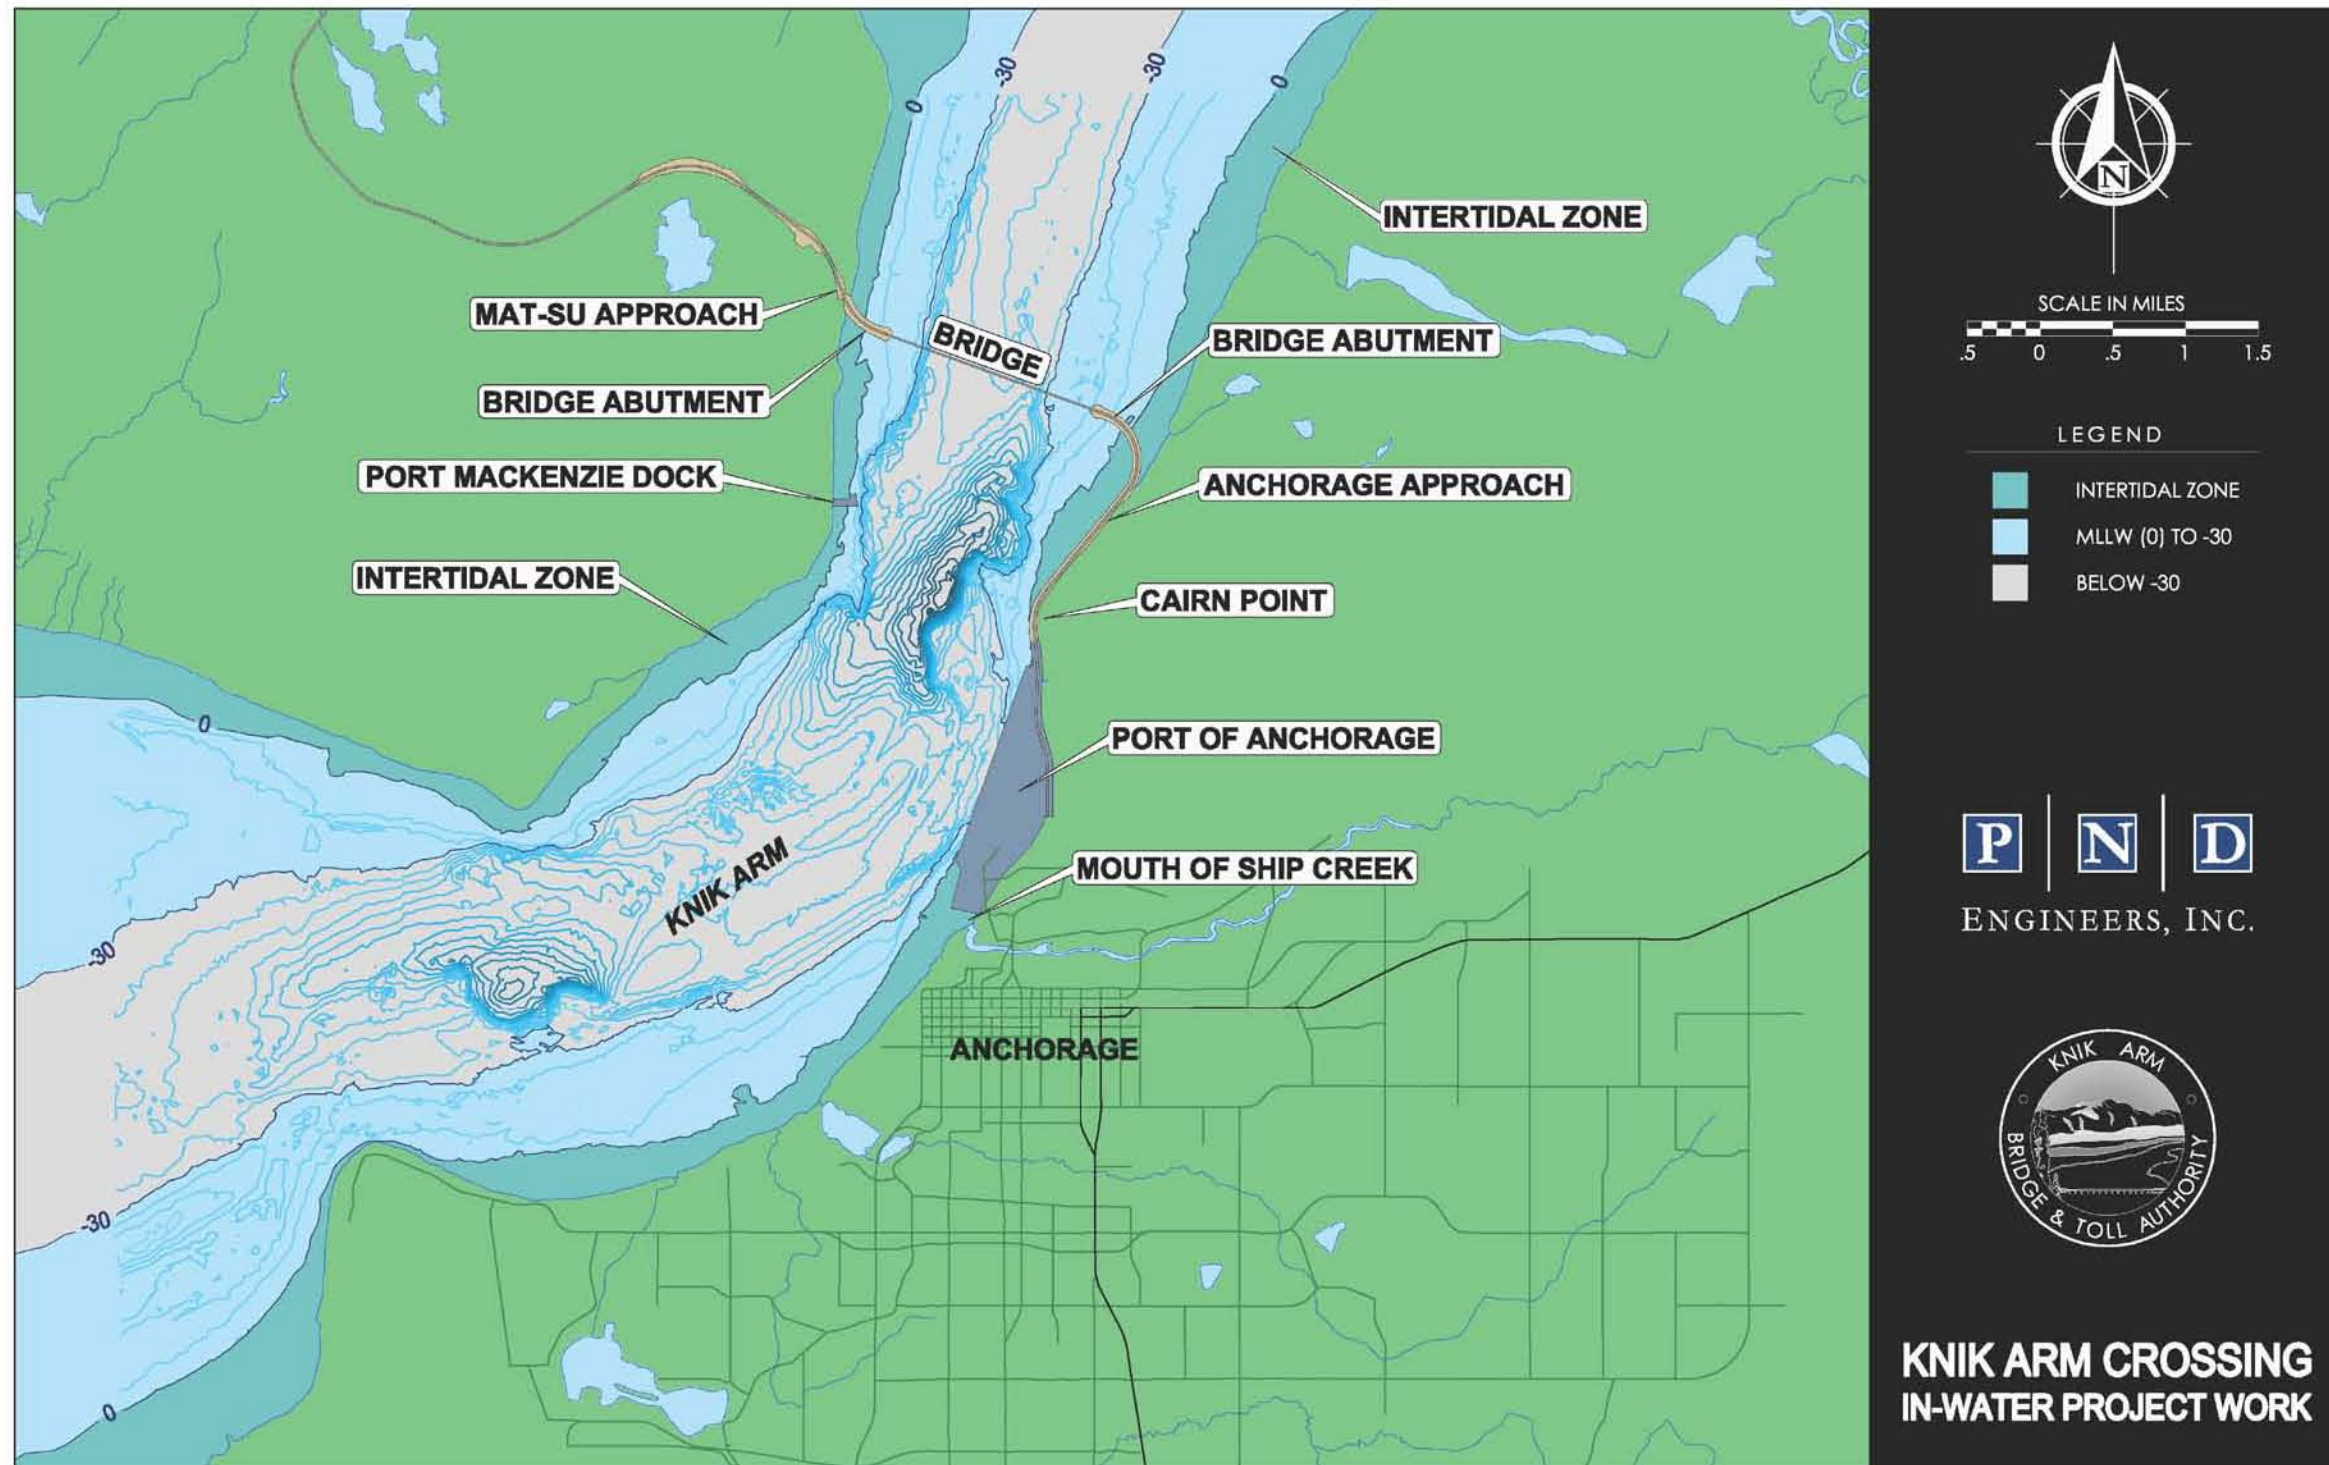 0
-30
-30
0
INTERTIDAL ZONE
MAT-SU APPROACH
BRIDGE
BRIDGE ABUTMENT
BRIDGE ABUTMENT
PORT MACKENZIE DOCK
ANCHORAGE APPROACH
INTERTIDAL ZONE
CAIRN POINT
0
PORT OF ANCHORAGE
KNIK ARM
MOUTH OF SHIP CREEK
-30
ANCHORAGE
-30
0
N
SCALE IN MILES
.5 0 .5 1 1.5
LEGEND
INTERTIDAL ZONE
MLLW (0) TO -30
BELOW -30
P N D
ENGINEERS, INC.
KNIK ARM
BRIDGE & TOLL AUTHORITY
KNIK ARM CROSSING
IN-WATER PROJECT WORK